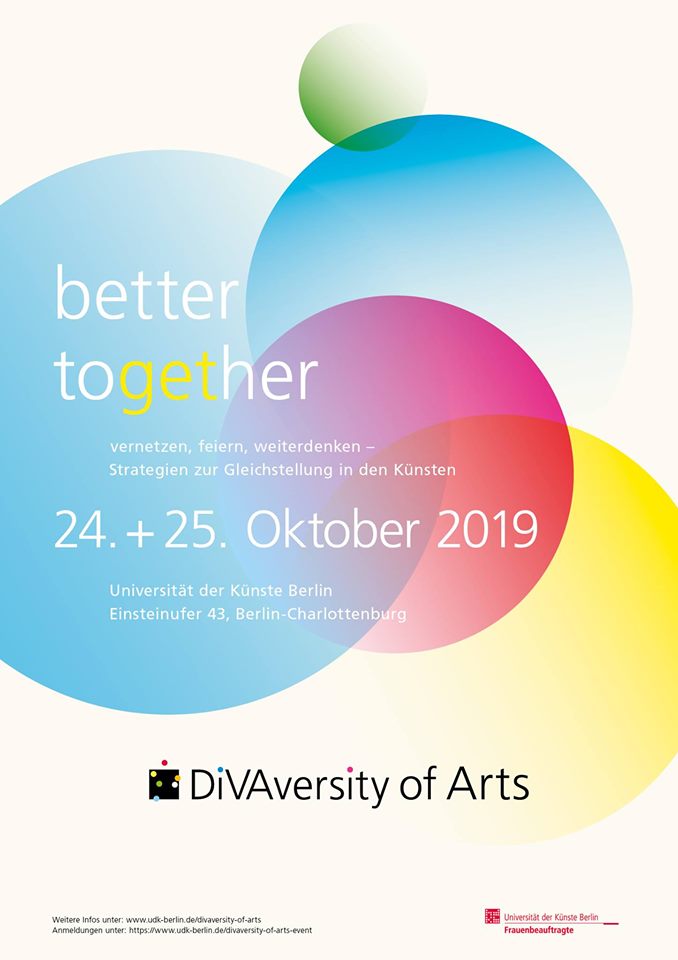 better
together
vernetzen, feiern, weiterdenken –
Strategien zur Gleichstellung in den Künsten
24. + 25. Oktober 2019
Universität der Künste Berlin
Einsteinufer 43, Berlin-Charlottenburg
DiVAversity of Arts
Weitere Infos unter: www.udk-berlin.de/divaversity-of-arts
Anmeldungen unter: https://www.udk-berlin.de/divaversity-of-arts-event
Universität der Künste Berlin
Frauenbeauftragte